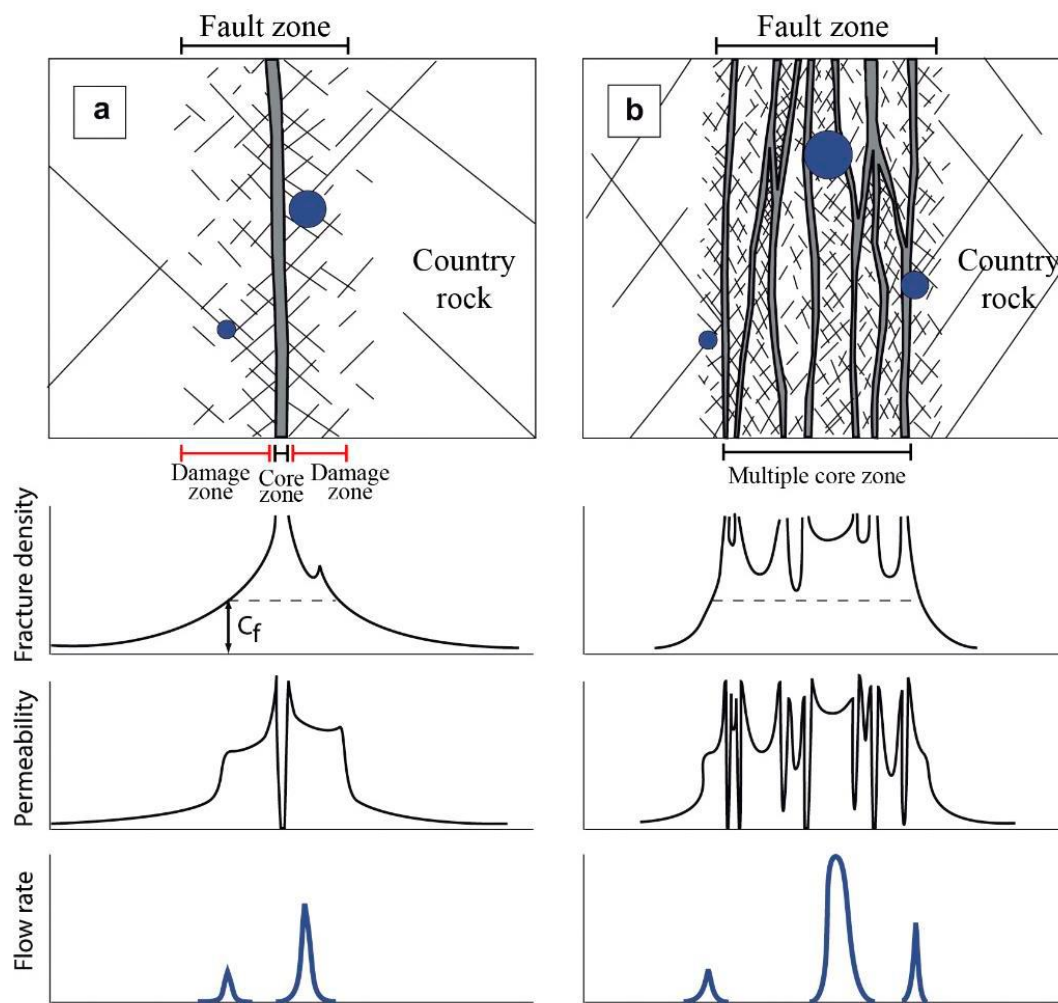 Fault zone
a
Country
rock
Damage
zone
Core
zone
Damage
zone
Fault zone
b
Country
rock
Multiple core zone
Fracture density
Cf
Permeability
Flow rate